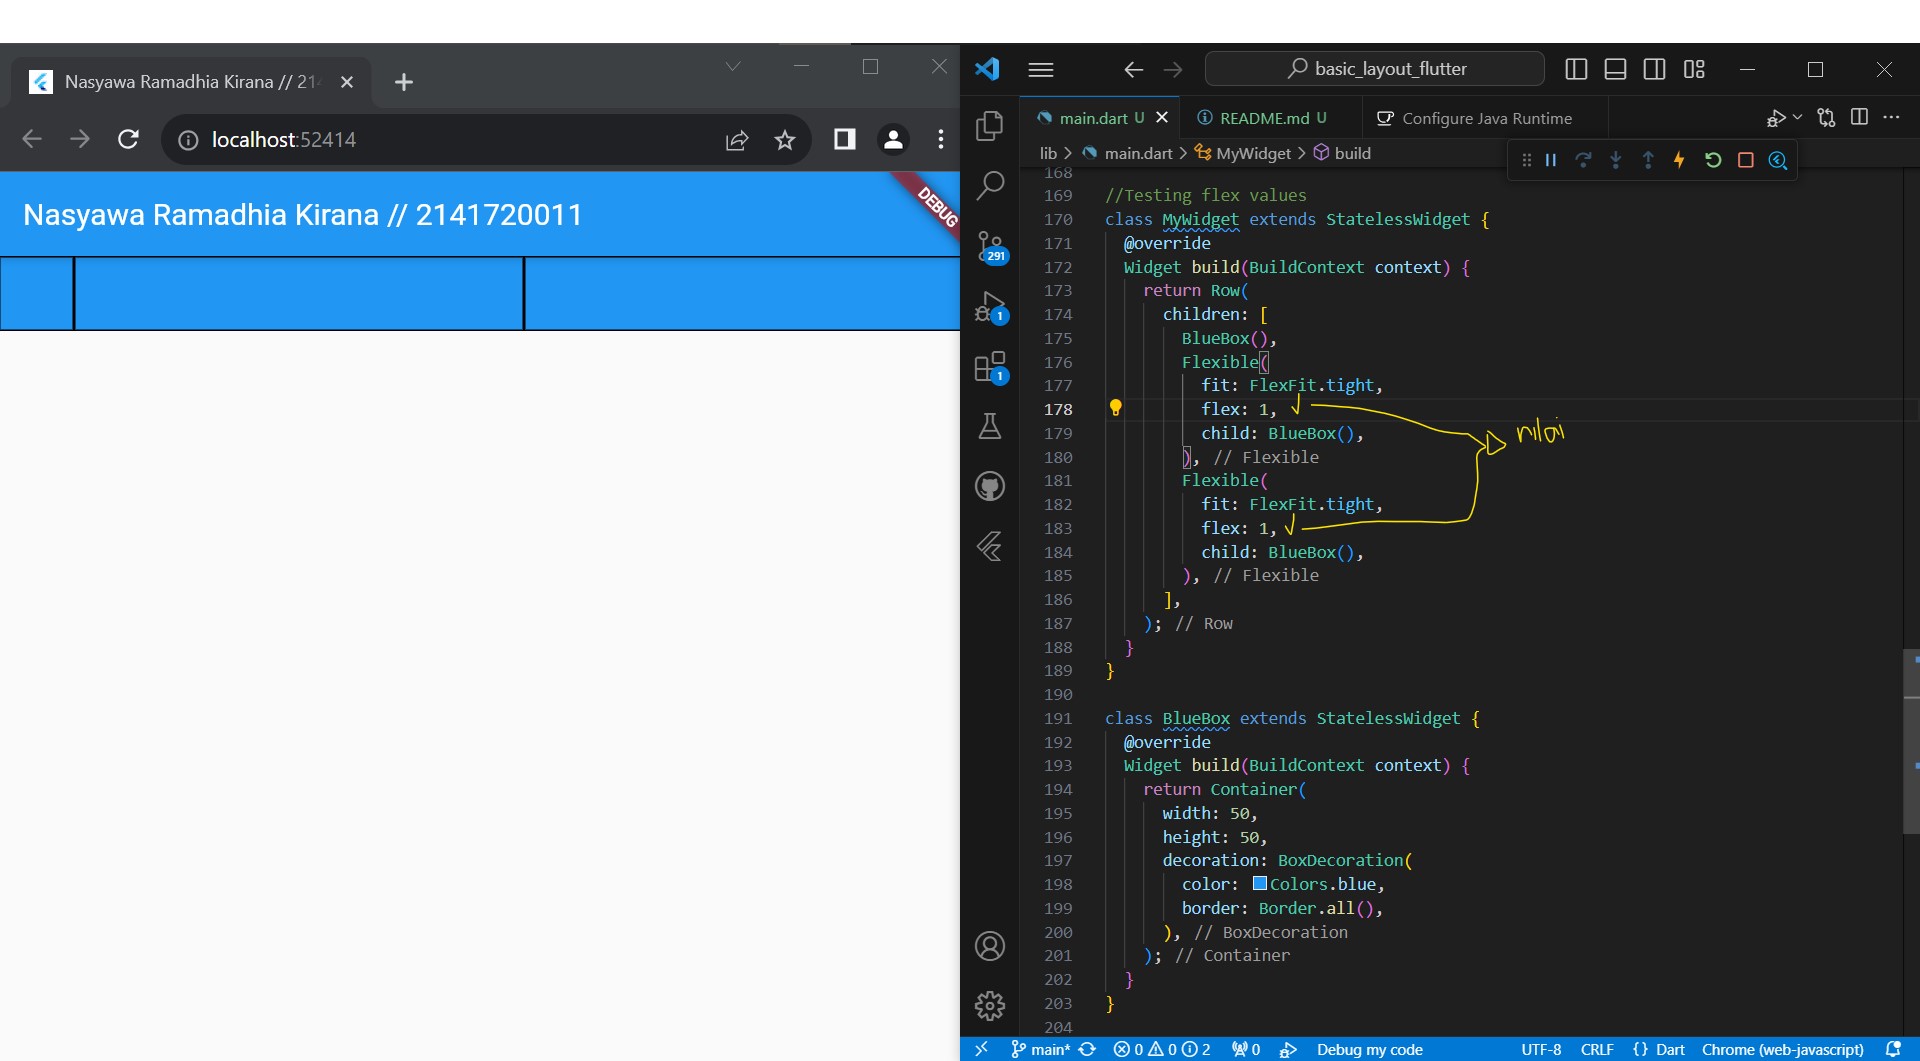 basic_layout_flutter
Nasyawa Ramadhia Kirana // 21
localhost:52414
DEBUG
Nasyawa Ramadhia Kirana // 2141720011
main.dart U
README.md U
Configure Java Runtime
lib > main.dart > MyWidget > build
291
1
1
168
169 //Testing flex values
170 class MyWidget extends StatelessWidget {
171 @override
172 Widget build(BuildContext context) {
173 return Row(
174 children: [
175 BlueBox(),
176 Flexible(
177 fit: FlexFit.tight,
178 flex: 1,
179 child: BlueBox(),
180 ), // Flexible
181 Flexible(
182 fit: FlexFit.tight,
183 flex: 1,
184 child: BlueBox(),
185 ), // Flexible
186 ],
187 ); // Row
188 }
189 }
190
191 class BlueBox extends StatelessWidget {
192 @override
193 Widget build(BuildContext context) {
194 return Container(
195 width: 50,
196 height: 50,
197 decoration: BoxDecoration(
198 color: Colors.blue,
199 border: Border.all(),
200 ), // BoxDecoration
201 ); // Container
202 }
203 }
204
nilai
main* 0 0 2 0 Debug my code UTF-8 CRLF {} Dart Chrome (web-javascript)